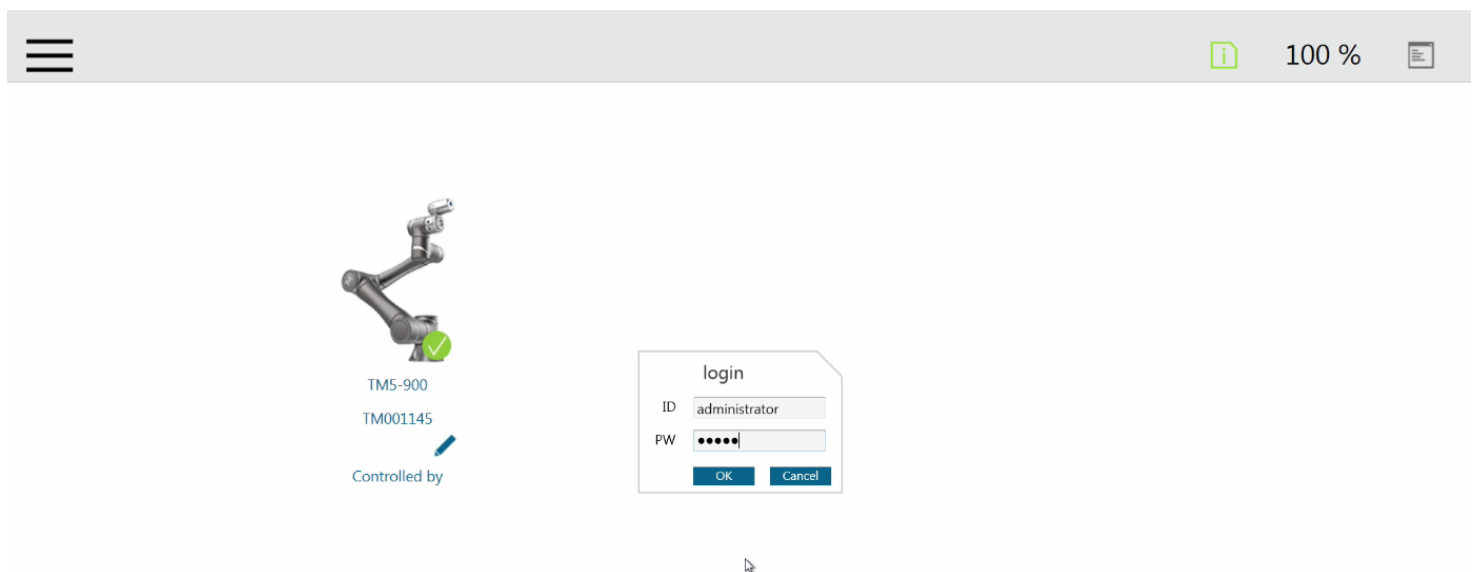 100 %
TM5-900
TM001145
Controlled by
login
ID administrator
PW •••••
OK Cancel